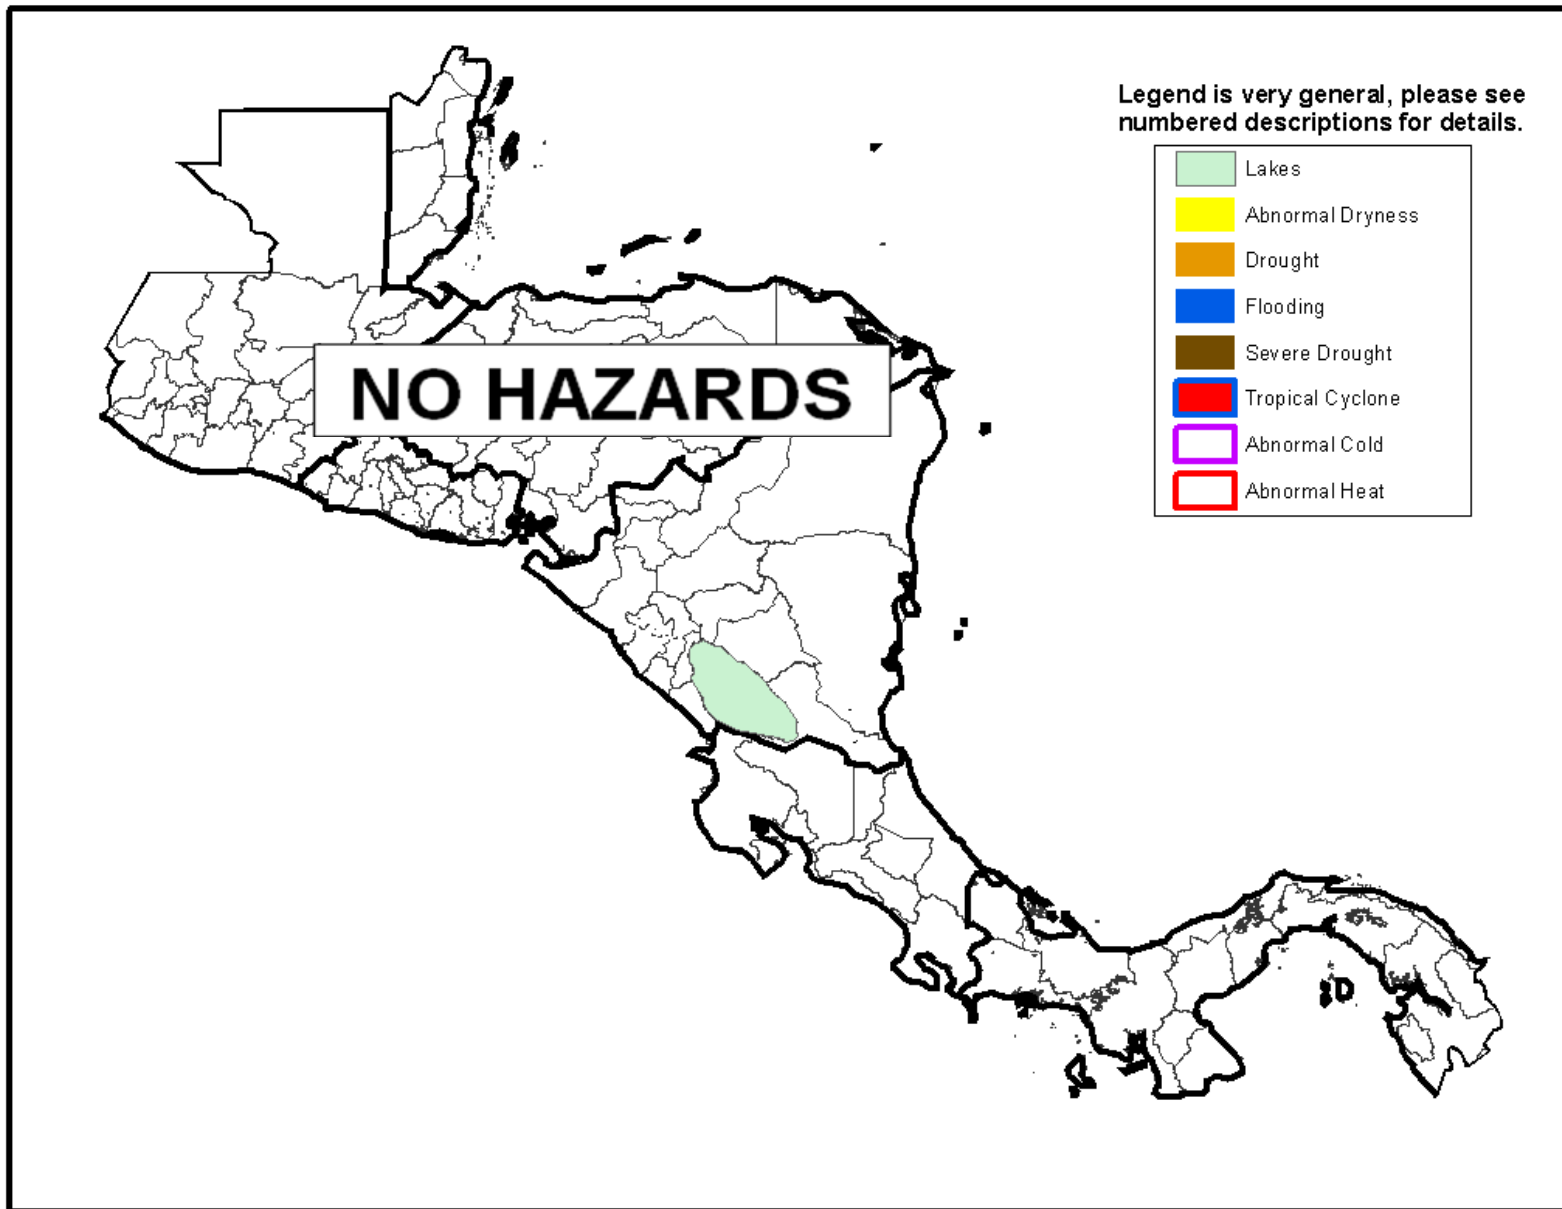 Legend is very general, please see
numbered descriptions for details.
Lakes
Abnormal Dryness
Drought
Flooding
Severe Drought
Tropical Cyclone
Abnormal Cold
Abnormal Heat
NO HAZARDS